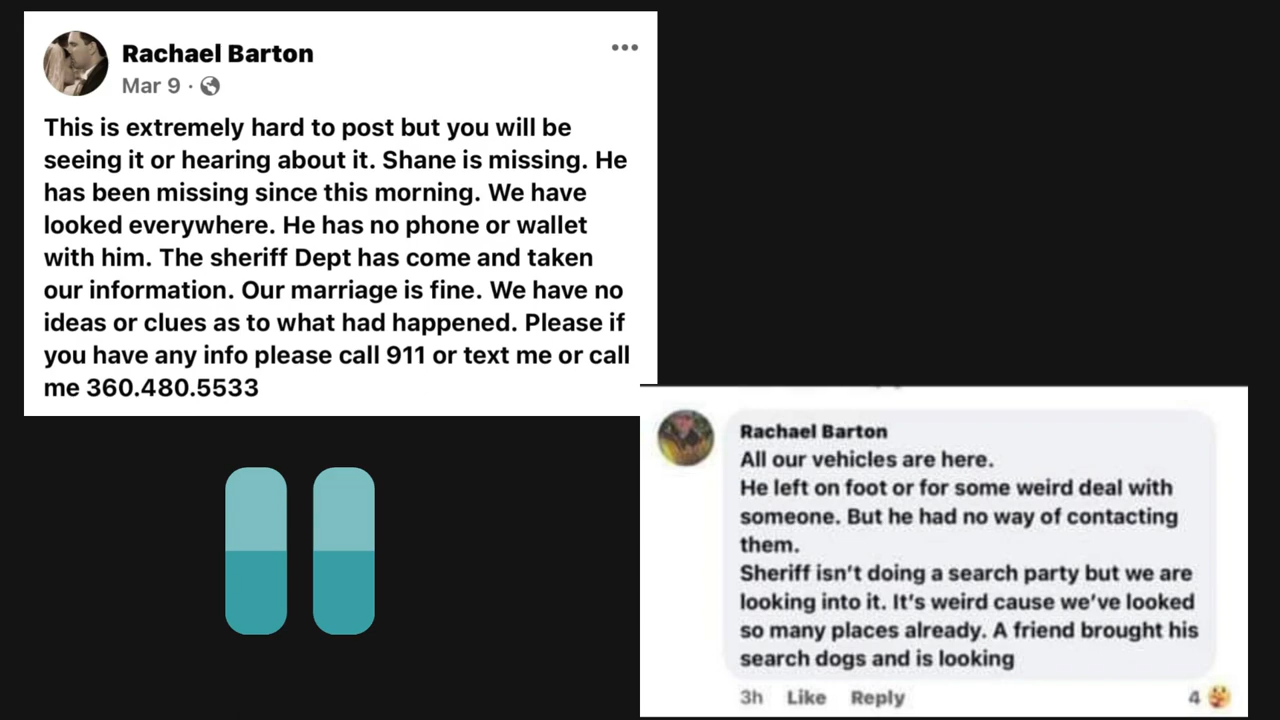 Rachael Barton
Mar 9 ·
This is extremely hard to post but you will be
seeing it or hearing about it. Shane is missing. He
has been missing since this morning. We have
looked everywhere. He has no phone or wallet
with him. The sheriff Dept has come and taken
our information. Our marriage is fine. We have no
ideas or clues as to what had happened. Please if
you have any info please call 911 or text me or call
me 360.480.5533
Rachael Barton
All our vehicles are here.
He left on foot or for some weird deal with
someone. But he had no way of contacting
them.
Sheriff isn't doing a search party but we are
looking into it. It's weird cause we've looked
so many places already. A friend brought his
search dogs and is looking
3h Like Reply 4